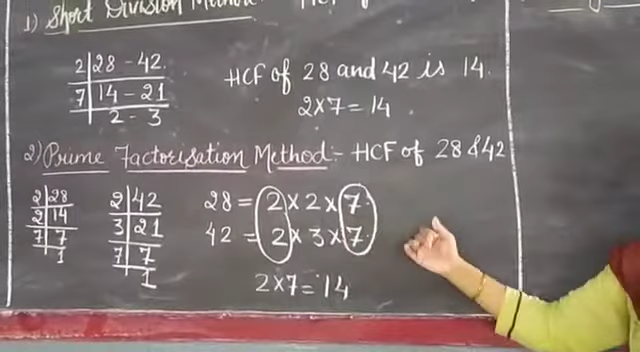 1) Short Division Method
2 | 28 - 42
7 | 14 - 21
2 - 3
HCF of 28 and 42 is 14.
2 x 7 = 14
2) Prime Factorisation Method:- HCF of 28 & 42
2 | 28
2 | 14
7 | 7
1
2 | 42
3 | 21
7 | 7
1
28 = 2 x 2 x 7
42 = 2 x 3 x 7
2 x 7 = 14